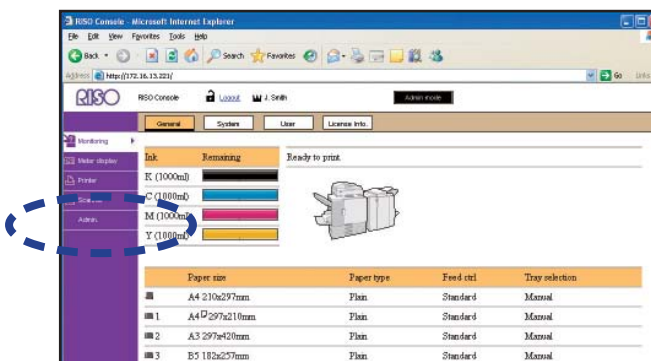 RISO Console - Microsoft Internet Explorer
File Edit View Favorites Tools Help
Back Search Favorites
Address http://172.16.13.221/ Go Links
RISO RISO Console Logout J. Smith Admin mode
General System User License Info.
Monitoring
Meter display
Printer
Scanner
Admin.
Ink Remaining Ready to print
K (1000ml)
C (1000ml)
M (1000ml)
Y (1000ml)
Paper size Paper type Feed ctrl Tray selection
A4 210x297mm Plain Standard Manual
1 A4 297x210mm Plain Standard Manual
2 A3 297x420mm Plain Standard Manual
3 B5 182x257mm Plain Standard Manual